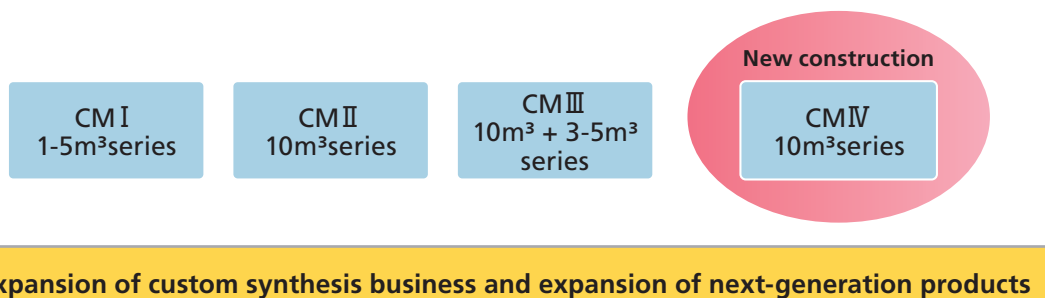 New construction
CMⅠ
1-5m³series
CMⅡ
10m³series
CMⅢ
10m³ + 3-5m³
series
CMⅣ
10m³series
xpansion of custom synthesis business and expansion of next-generation products